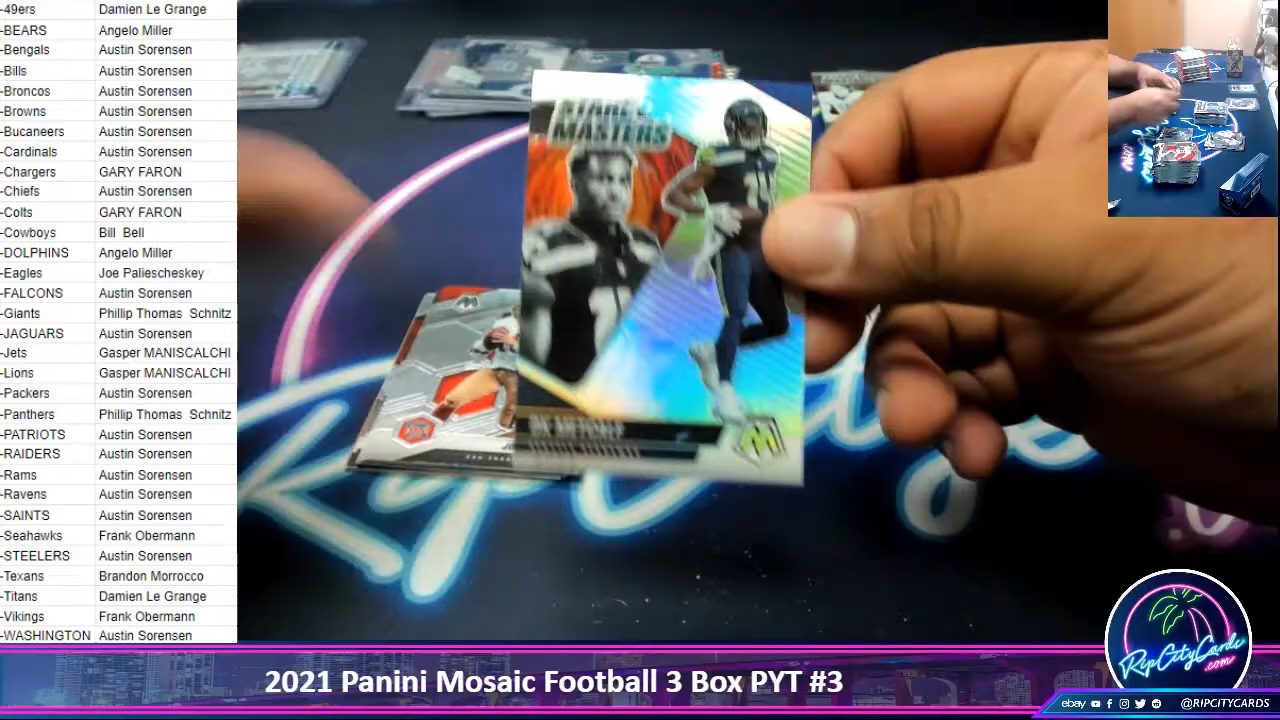 -49ers Damien Le Grange
-BEARS Angelo Miller
-Bengals Austin Sorensen
-Bills Austin Sorensen
-Broncos Austin Sorensen
-Browns Austin Sorensen
-Bucaneers Austin Sorensen
-Cardinals Austin Sorensen
-Chargers GARY FARON
-Chiefs Austin Sorensen
-Colts GARY FARON
-Cowboys Bill Bell
-DOLPHINS Angelo Miller
-Eagles Joe Paliescheskey
-FALCONS Austin Sorensen
-Giants Phillip Thomas Schnitz
-JAGUARS Austin Sorensen
-Jets Gasper MANISCALCHI
-Lions Gasper MANISCALCHI
-Packers Austin Sorensen
-Panthers Phillip Thomas Schnitz
-PATRIOTS Austin Sorensen
-RAIDERS Austin Sorensen
-Rams Austin Sorensen
-Ravens Austin Sorensen
-SAINTS Austin Sorensen
-Seahawks Frank Obermann
-STEELERS Austin Sorensen
-Texans Brandon Morrocco
-Titans Damien Le Grange
-Vikings Frank Obermann
-WASHINGTON Austin Sorensen
MASTERS
14
DK METCALF
RipCityCards
.com
2021 Panini Mosaic Football 3 Box PYT #3
ebay @RIPCITYCARDS